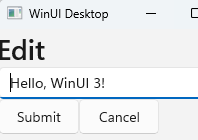 WinUI Desktop
Edit
Hello, WinUI 3!
Submit Cancel